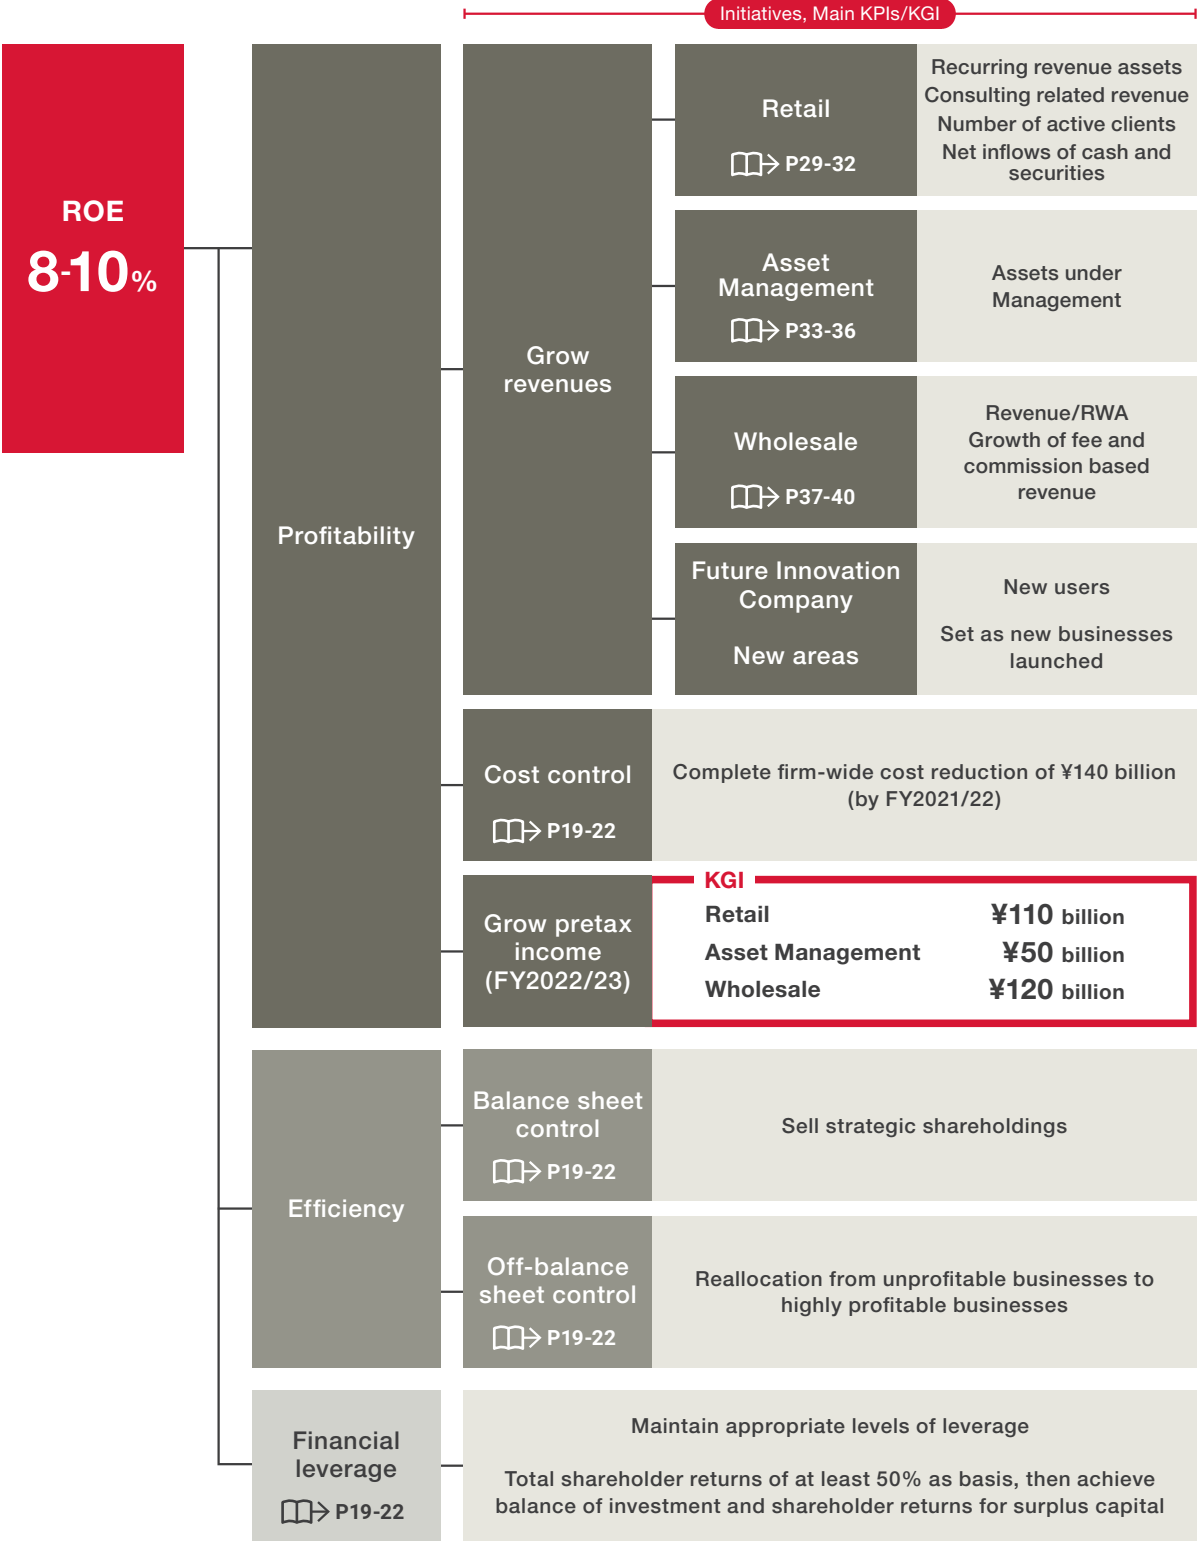 Initiatives, Main KPIs/KGI
ROE
8-10%
Profitability
Grow
revenues
Retail
P29-32
Recurring revenue assets
Consulting related revenue
Number of active clients
Net inflows of cash and
securities
Asset
Management
P33-36
Assets under
Management
Wholesale
P37-40
Revenue/RWA
Growth of fee and
commission based
revenue
Future Innovation
Company
New areas
New users
Set as new businesses
launched
Cost control
P19-22
Complete firm-wide cost reduction of ¥140 billion
(by FY2021/22)
Grow pretax
income
(FY2022/23)
KGI
Retail ¥110 billion
Asset Management ¥50 billion
Wholesale ¥120 billion
Efficiency
Balance sheet
control
P19-22
Sell strategic shareholdings
Off-balance
sheet control
P19-22
Reallocation from unprofitable businesses to
highly profitable businesses
Financial
leverage
P19-22
Maintain appropriate levels of leverage
Total shareholder returns of at least 50% as basis, then achieve
balance of investment and shareholder returns for surplus capital